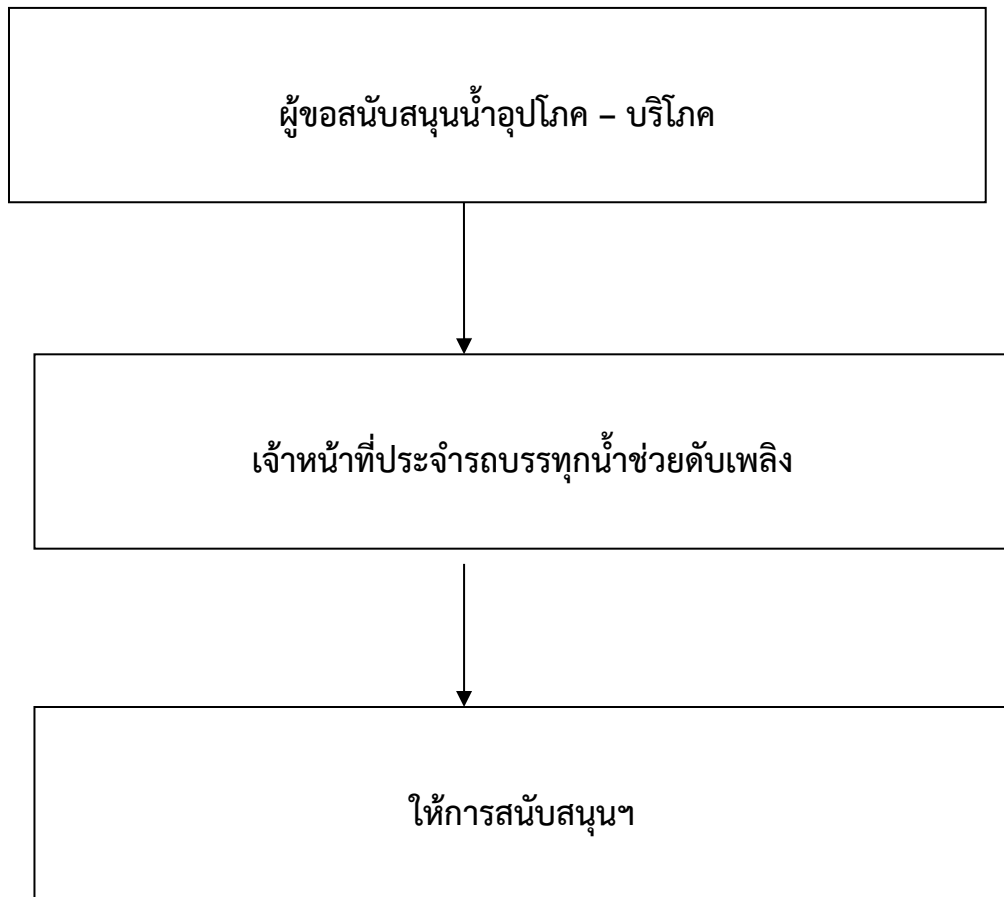 ผู้ขอสนับสนุนน้ำอุปโภค – บริโภค
เจ้าหน้าที่ประจำรถบรรทุกน้ำช่วยดับเพลิง
ให้การสนับสนุนฯ